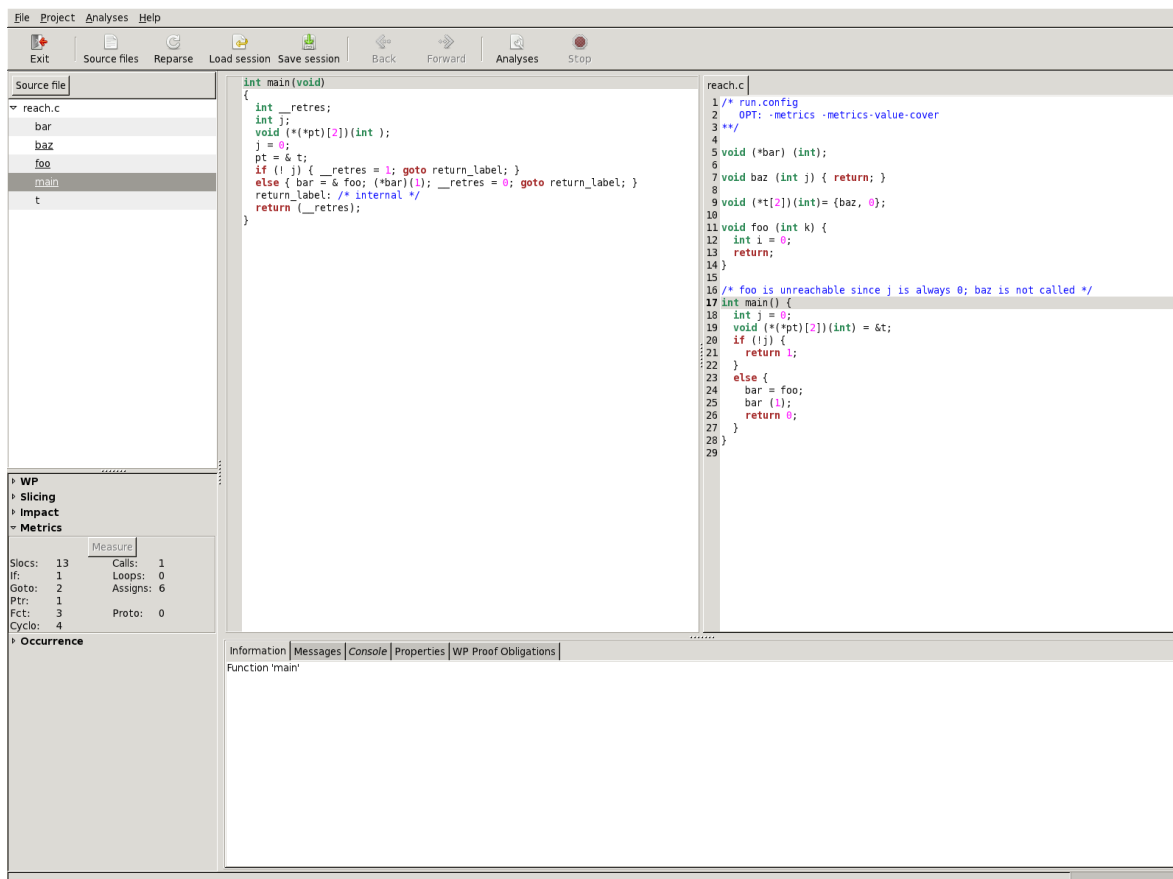 File Project Analyses Help
Exit Source files Reparse Load session Save session Back Forward Analyses Stop
Source file
reach.c
bar
baz
foo
main
t
WP
Slicing
Impact
Metrics
Measure
Slocs: 13 Calls: 1
If: 1 Loops: 0
Goto: 2 Assigns: 6
Ptr: 1
Fct: 3 Proto: 0
Cyclo: 4
Occurrence
int main(void)
{
  int __retres;
  int j;
  void (*(*pt)[2])(int );
  j = 0;
  pt = & t;
  if (! j) { __retres = 1; goto return_label; }
  else { bar = & foo; (*bar)(1); __retres = 0; goto return_label; }
  return_label: /* internal */
  return (__retres);
}
reach.c
1 /* run.config
2    OPT: -metrics -metrics-value-cover
3 **/
4
5 void (*bar) (int);
6
7 void baz (int j) { return; }
8
9 void (*t[2])(int)= {baz, 0};
10
11 void foo (int k) {
12   int i = 0;
13   return;
14 }
15
16 /* foo is unreachable since j is always 0; baz is not called */
17 int main() {
18   int j = 0;
19   void (*(*pt)[2])(int) = &t;
20   if (!j) {
21     return 1;
22   }
23   else {
24     bar = foo;
25     bar (1);
26     return 0;
27   }
28 }
29
Information Messages Console Properties WP Proof Obligations
Function 'main'